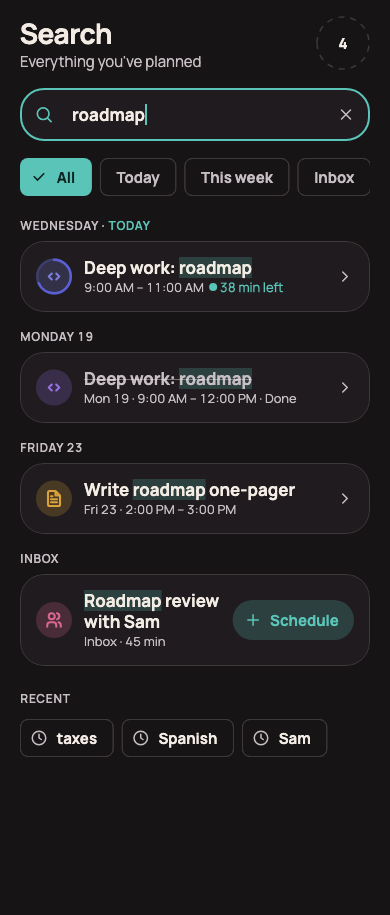 Search
Everything you've planned
4
roadmap
All
Today
This week
Inbox
WEDNESDAY · TODAY
Deep work: roadmap
9:00 AM – 11:00 AM 38 min left
MONDAY 19
Deep work: roadmap
Mon 19 · 9:00 AM – 12:00 PM · Done
FRIDAY 23
Write roadmap one-pager
Fri 23 · 2:00 PM – 3:00 PM
INBOX
Roadmap review
with Sam
Inbox · 45 min
Schedule
RECENT
taxes
Spanish
Sam